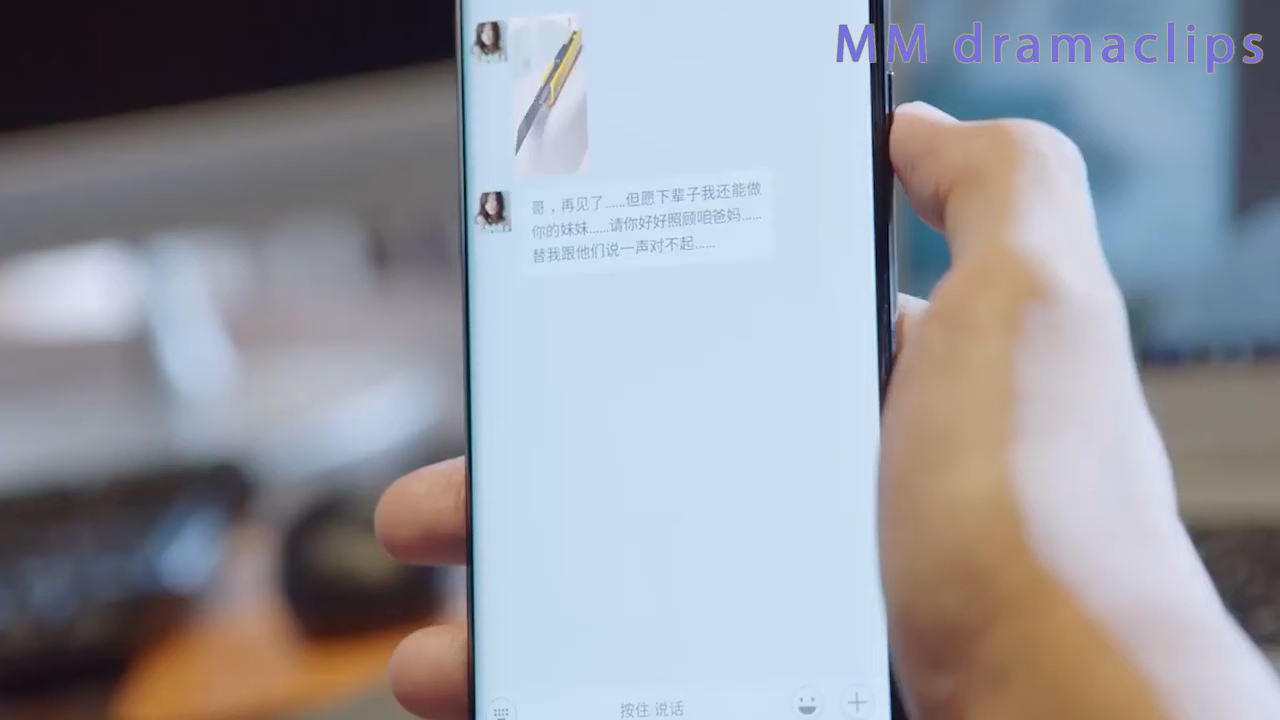 MM dramaclips
哥，再见了……但愿下辈子我还能做
你的妹妹……请你好好照顾咱爸妈……
替我跟他们说一声对不起……
按住 说话